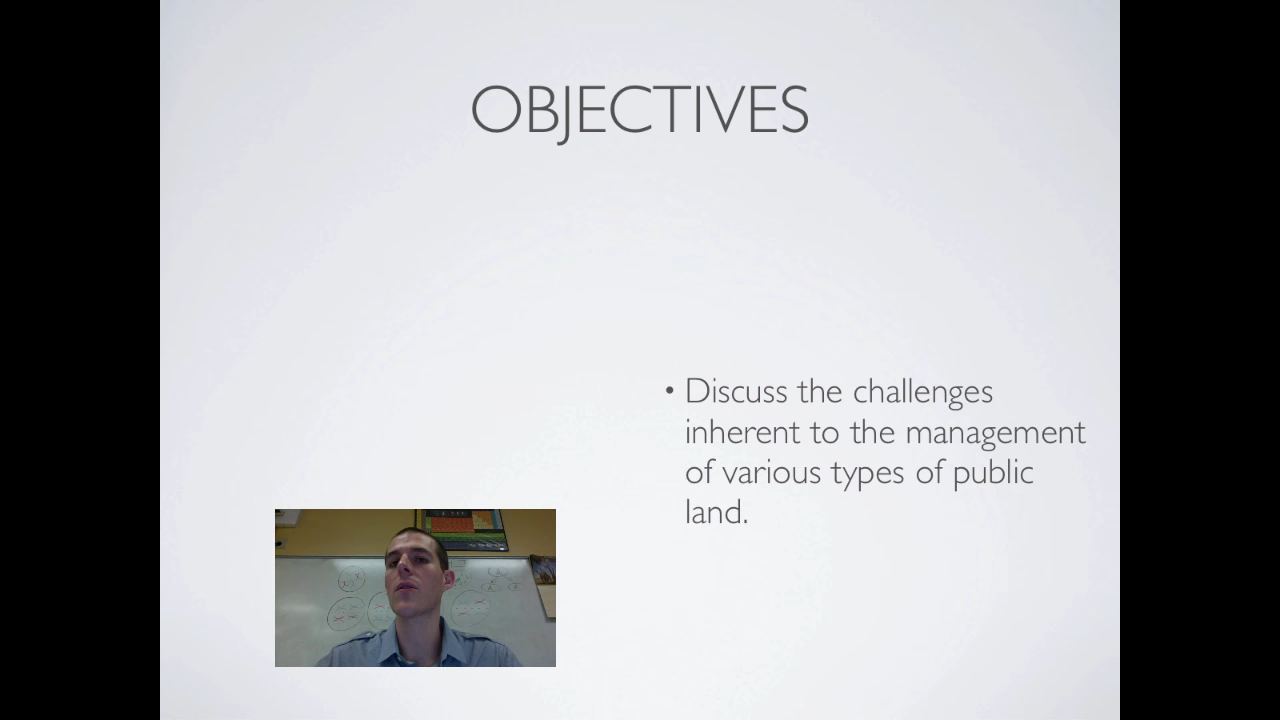 OBJECTIVES
• Discuss the challenges
inherent to the management
of various types of public
land.